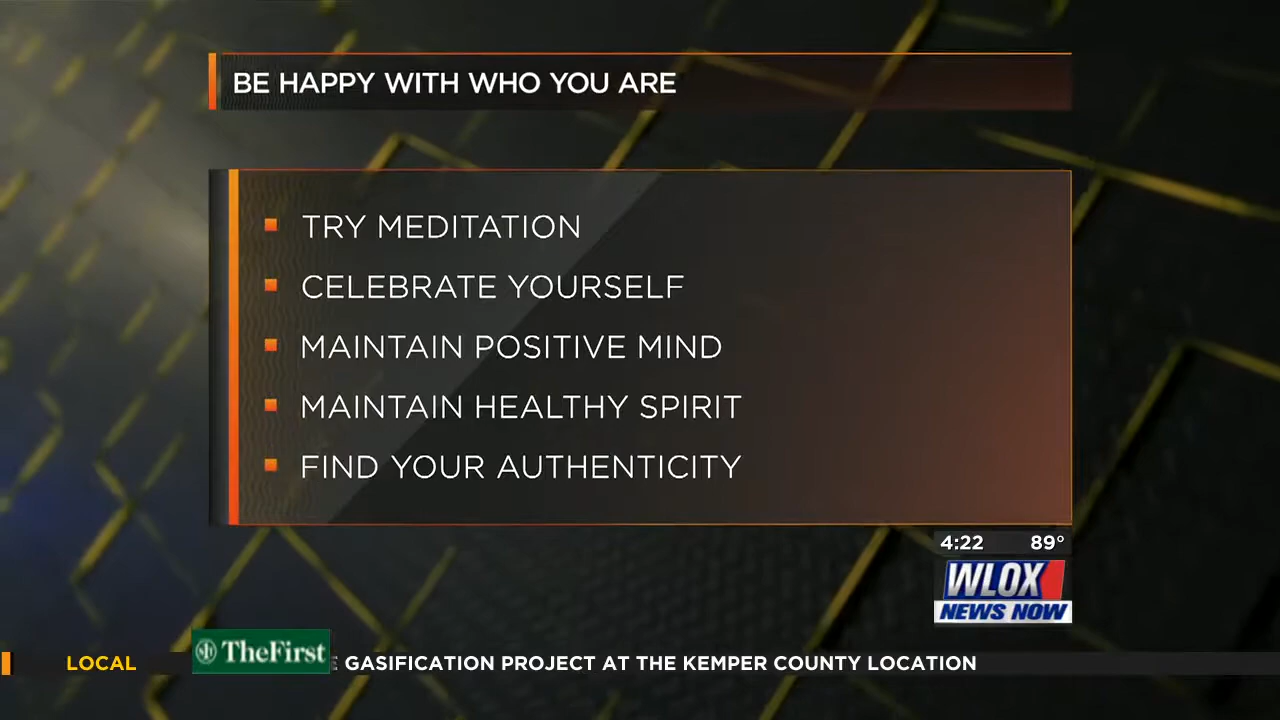 BE HAPPY WITH WHO YOU ARE
TRY MEDITATION
CELEBRATE YOURSELF
MAINTAIN POSITIVE MIND
MAINTAIN HEALTHY SPIRIT
FIND YOUR AUTHENTICITY
4:22 89°
WLOX
NEWS NOW
LOCAL TheFirst GASIFICATION PROJECT AT THE KEMPER COUNTY LOCATION